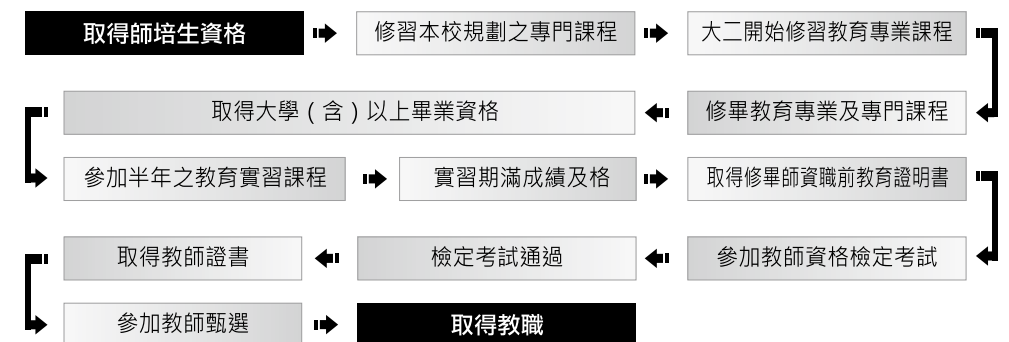 取得師培生資格
修習本校規劃之專門課程
大二開始修習教育專業課程
修畢教育專業及專門課程
取得大學（含）以上畢業資格
參加半年之教育實習課程
實習期滿成績及格
取得修畢師資職前教育證明書
參加教師資格檢定考試
檢定考試通過
取得教師證書
參加教師甄選
取得教職